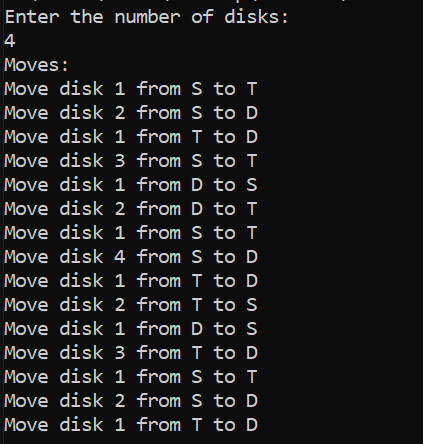 Enter the number of disks:
4
Moves:
Move disk 1 from S to T
Move disk 2 from S to D
Move disk 1 from T to D
Move disk 3 from S to T
Move disk 1 from D to S
Move disk 2 from D to T
Move disk 1 from S to T
Move disk 4 from S to D
Move disk 1 from T to D
Move disk 2 from T to S
Move disk 1 from D to S
Move disk 3 from T to D
Move disk 1 from S to T
Move disk 2 from S to D
Move disk 1 from T to D